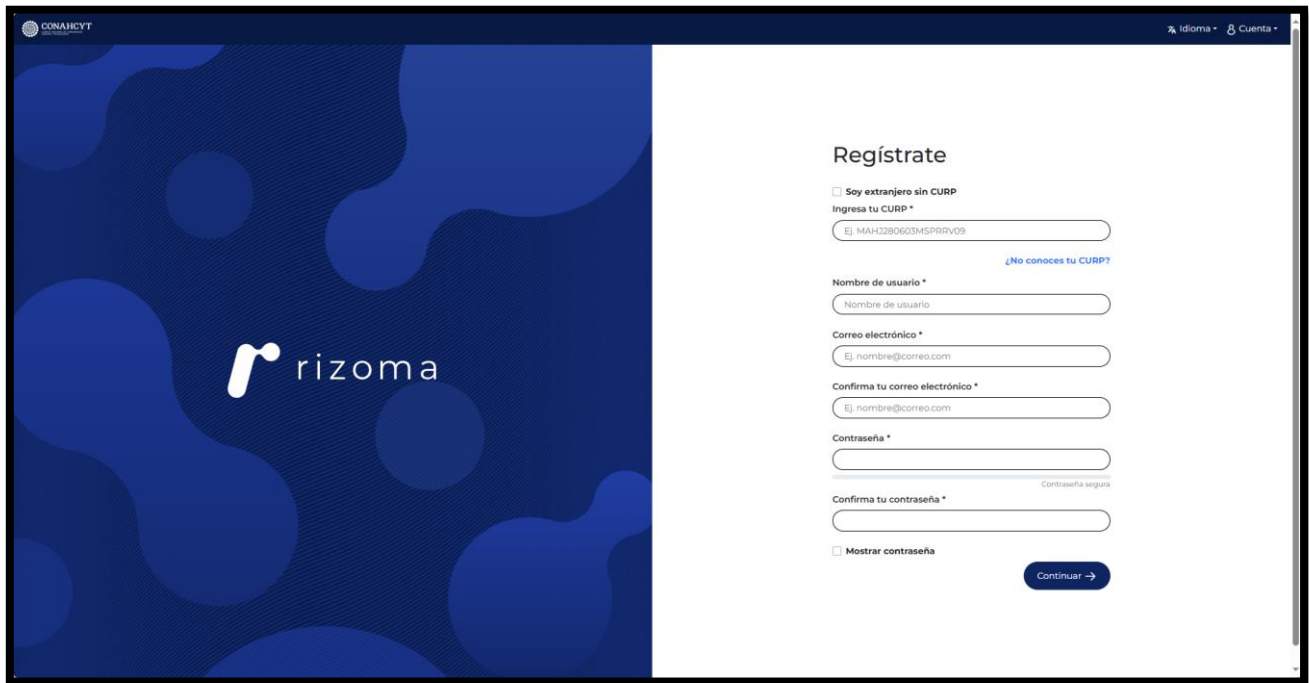 CONAHCYT
Idioma
Cuenta
rizoma
Regístrate
Soy extranjero sin CURP
Ingresa tu CURP *
Ej. MAHJ280603MSPRRV09
¿No conoces tu CURP?
Nombre de usuario *
Nombre de usuario
Correo electrónico *
Ej. nombre@correo.com
Confirma tu correo electrónico *
Ej. nombre@correo.com
Contraseña *
Contraseña segura
Confirma tu contraseña *
Mostrar contraseña
Continuar →